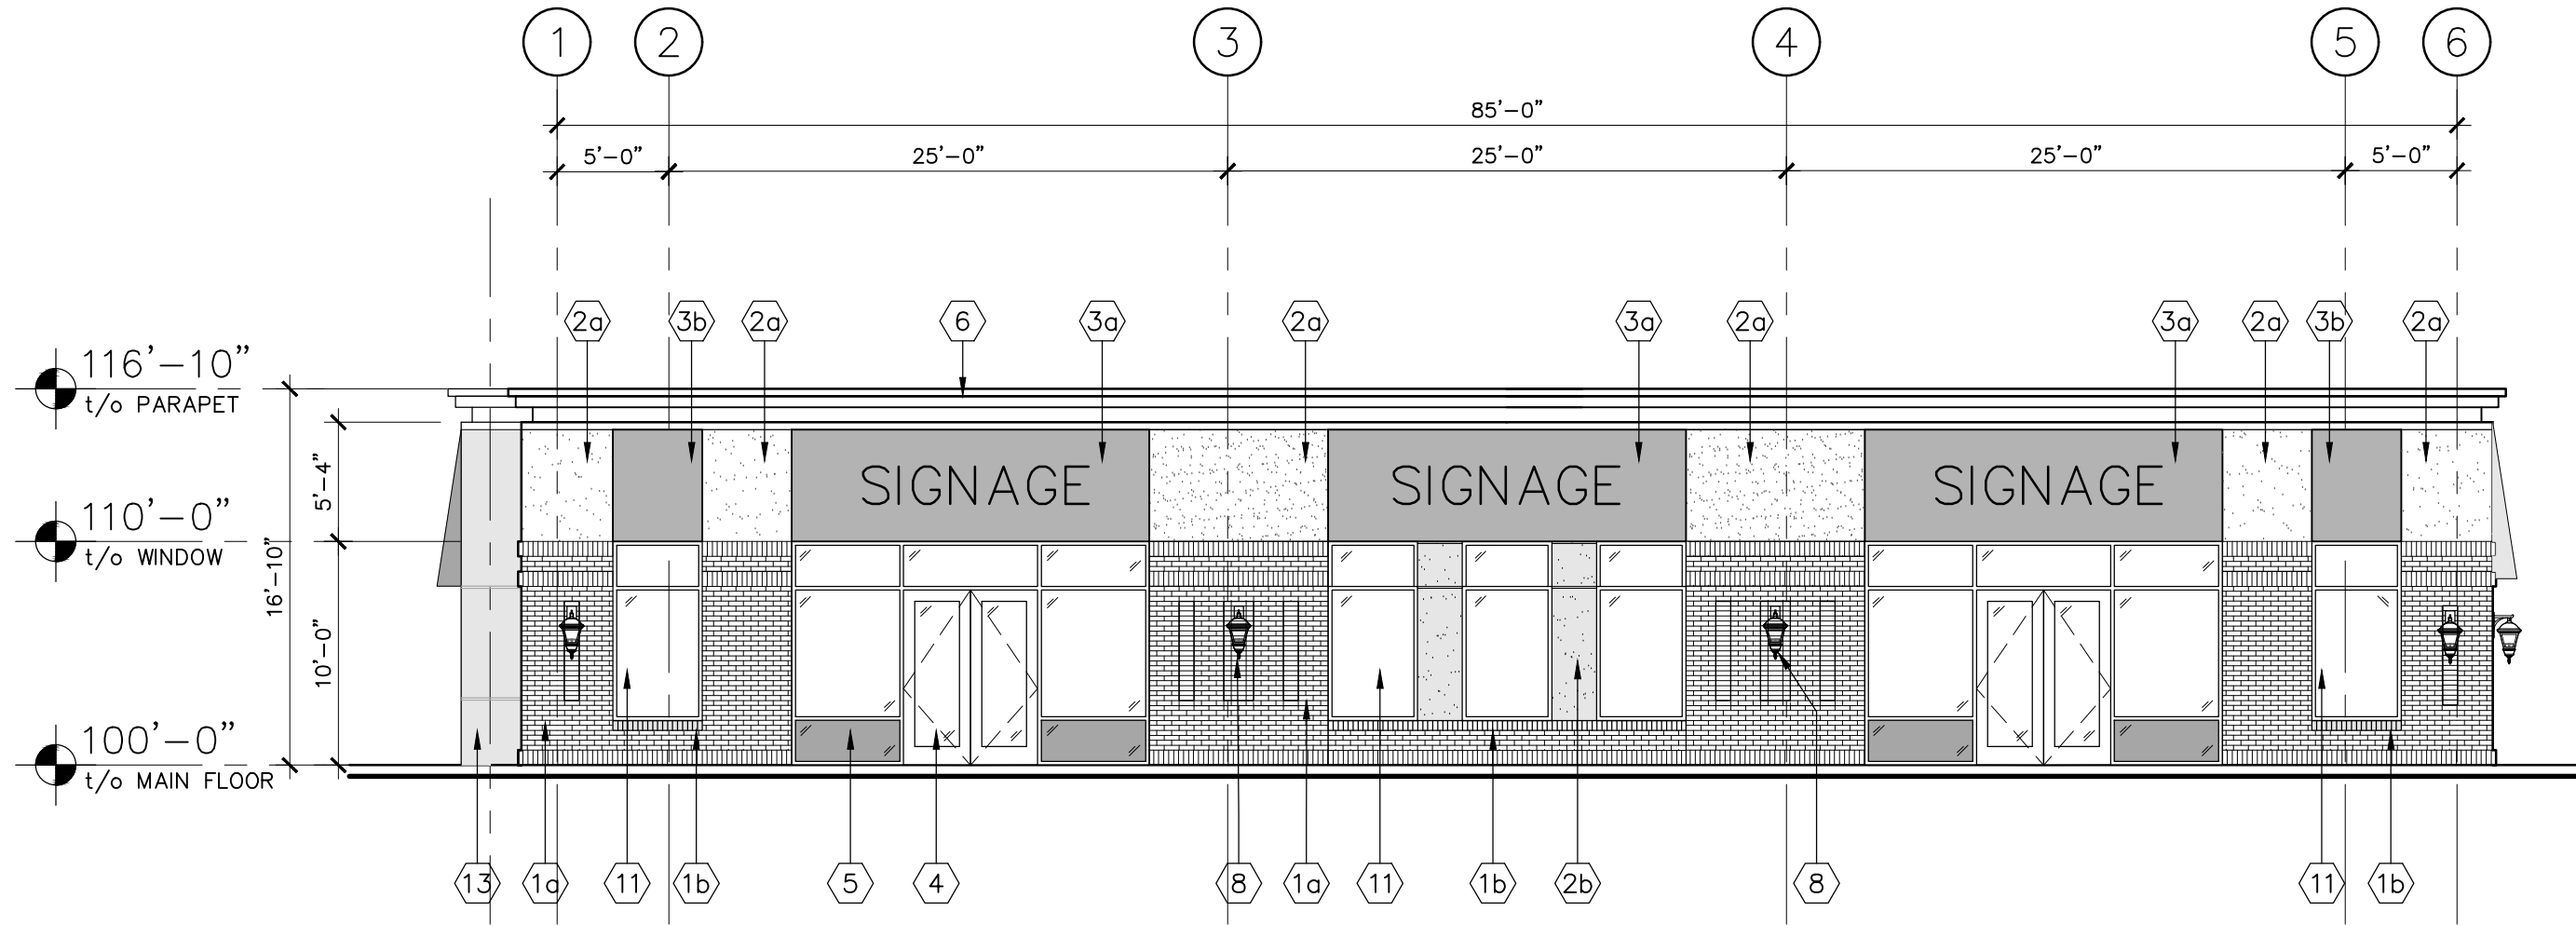 1 2 3 4 5 6
85'-0"
5'-0" 25'-0" 25'-0" 25'-0" 5'-0"
2a 3b 2a 6 3a 2a 3a 2a 3a 2a 3b 2a
116'-10"
t/o PARAPET
5'-4"
SIGNAGE SIGNAGE SIGNAGE
110'-0"
t/o WINDOW
16'-10"
10'-0"
100'-0"
t/o MAIN FLOOR
13 1a 11 1b 5 4 8 1a 11 1b 2b 8 11 1b